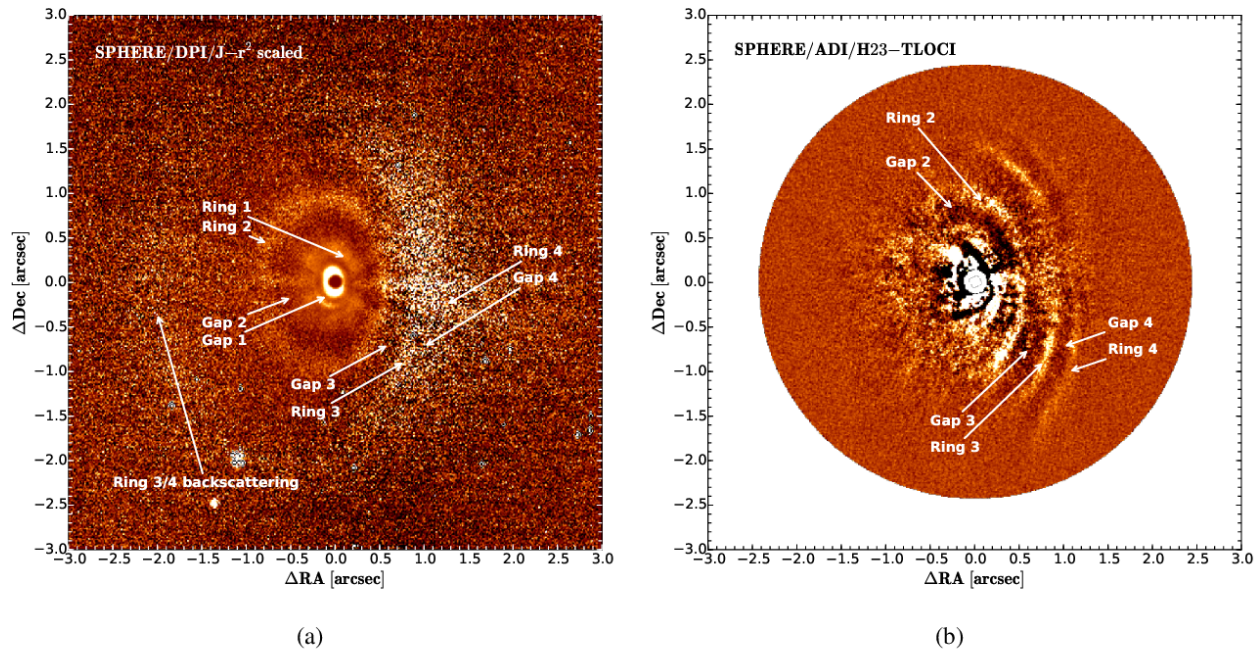 SPHERE/DPI/J−r² scaled
Ring 1
Ring 2
Ring 4
Gap 4
Gap 2
Gap 1
Gap 3
Ring 3
Ring 3/4 backscattering
3.0
2.5
2.0
1.5
1.0
0.5
0.0
−0.5
−1.0
−1.5
−2.0
−2.5
−3.0
ΔDec [arcsec]
−3.0 −2.5 −2.0 −1.5 −1.0 −0.5 0.0 0.5 1.0 1.5 2.0 2.5 3.0
ΔRA [arcsec]
(a)
SPHERE/ADI/H23−TLOCI
Ring 2
Gap 2
Gap 4
Ring 4
Gap 3
Ring 3
3.0
2.5
2.0
1.5
1.0
0.5
0.0
−0.5
−1.0
−1.5
−2.0
−2.5
−3.0
ΔDec [arcsec]
−3.0 −2.5 −2.0 −1.5 −1.0 −0.5 0.0 0.5 1.0 1.5 2.0 2.5 3.0
ΔRA [arcsec]
(b)